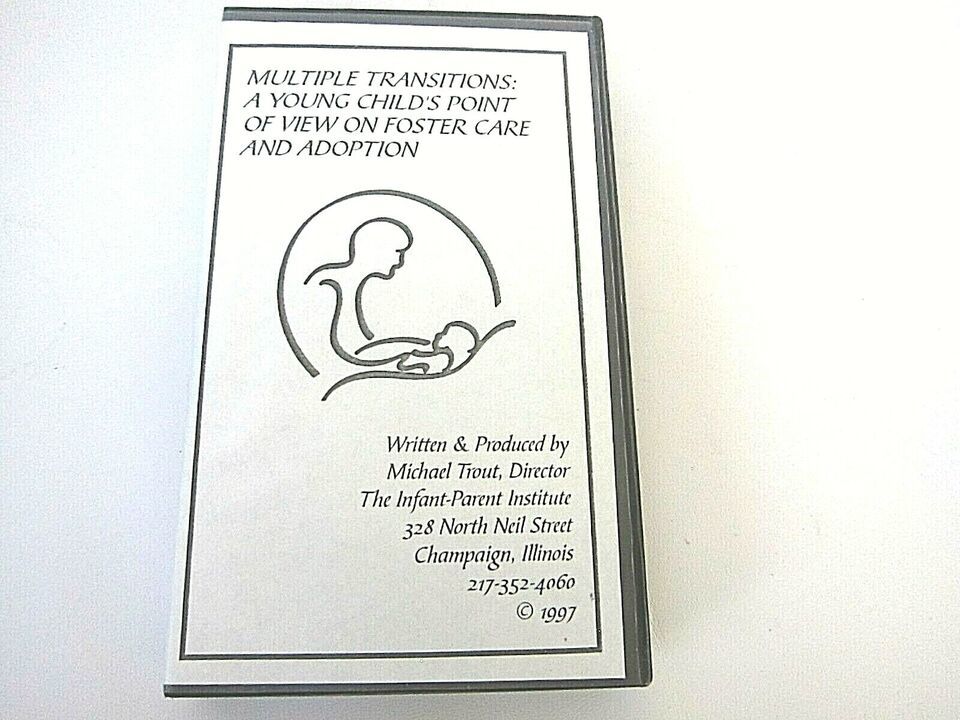 MULTIPLE TRANSITIONS:
A YOUNG CHILD'S POINT
OF VIEW ON FOSTER CARE
AND ADOPTION
Written & Produced by
Michael Trout, Director
The Infant-Parent Institute
328 North Neil Street
Champaign, Illinois
217-352-4060
© 1997